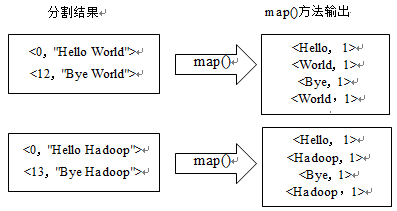 分割结果
map()方法输出
<0, "Hello World">
<12, "Bye World">
map()
<Hello, 1>
<World, 1>
<Bye, 1>
<World，1>
<0, "Hello Hadoop">
<13, "Bye Hadoop">
map()
<Hello, 1>
<Hadoop, 1>
<Bye, 1>
<Hadoop，1>